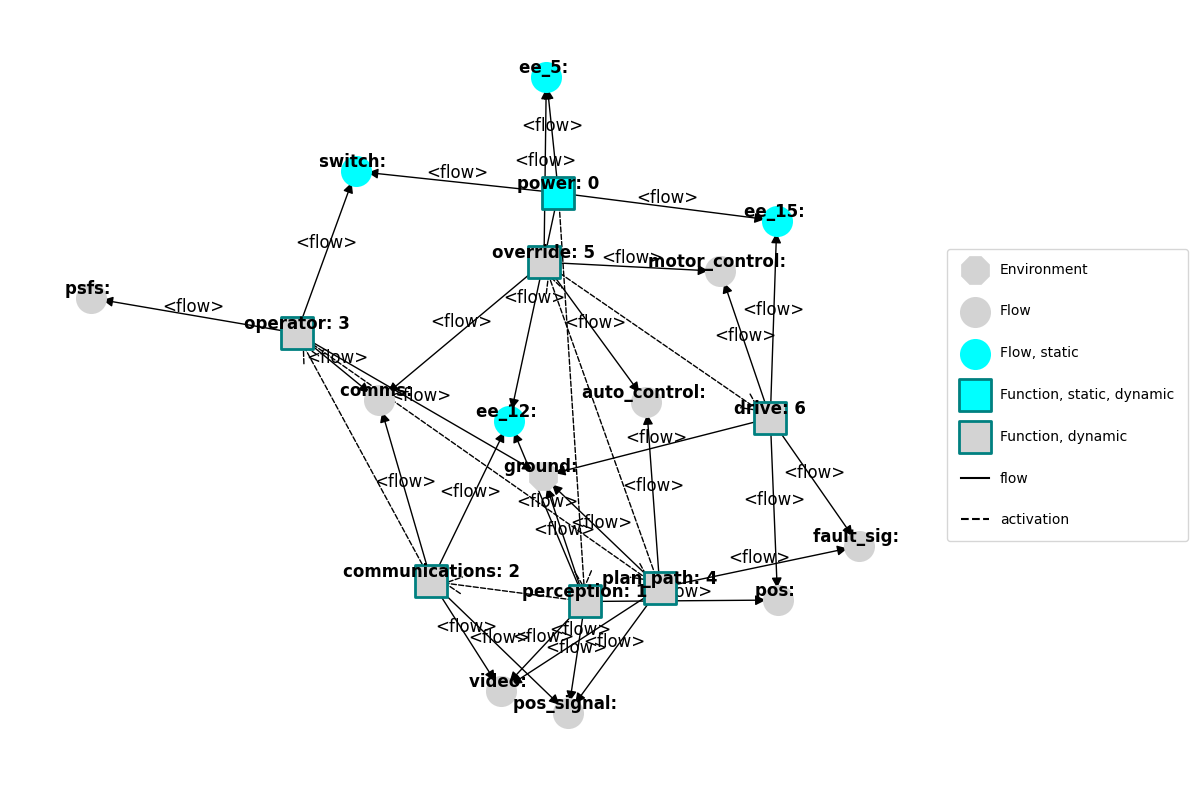 ee_5:
<flow>
switch:
<flow>
<flow>
power: 0
<flow>
ee_15:
<flow>
override: 5
<flow>
motor_control:
psfs:
<flow>
<flow>
<flow>
operator: 3
<flow>
<flow>
<flow>
<flow>
comms:
<flow>
auto_control:
ee_12:
drive: 6
<flow>
ground:
<flow>
<flow>
<flow>
<flow>
<flow>
<flow>
<flow>
<flow>
fault_sig:
<flow>
communications: 2
plan_path: 4
perception: 1
ow>
pos:
<flow>
<flow>
<flow>
<flow>
<flow>
<flow>
video:
pos_signal:
Environment
Flow
Flow, static
Function, static, dynamic
Function, dynamic
flow
activation